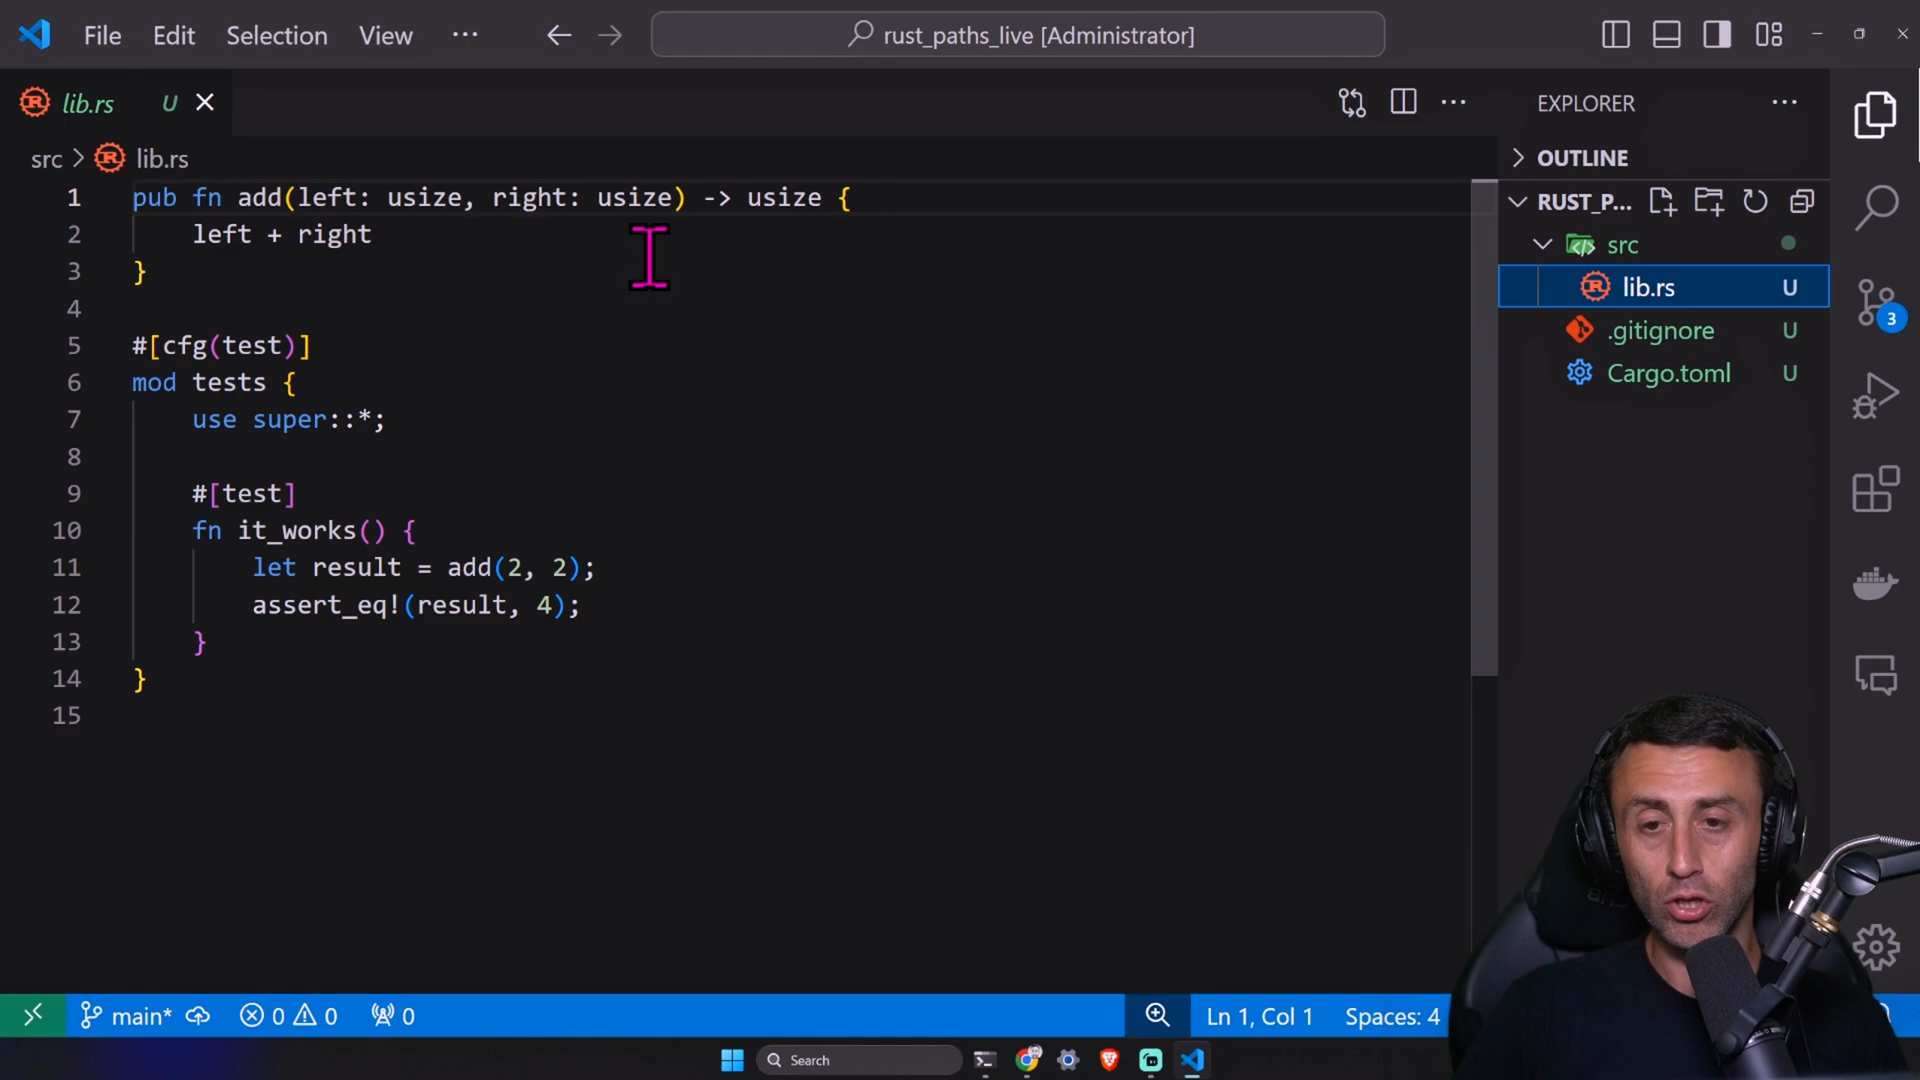 File Edit Selection View ··· rust_paths_live [Administrator]
lib.rs U
EXPLORER
src > lib.rs
OUTLINE
RUST_P...
src
lib.rs U
.gitignore U
Cargo.toml U
3
1 pub fn add(left: usize, right: usize) -> usize {
2 left + right
3 }
4
5 #[cfg(test)]
6 mod tests {
7 use super::*;
8
9 #[test]
10 fn it_works() {
11 let result = add(2, 2);
12 assert_eq!(result, 4);
13 }
14 }
15
main* 0 0 0 Ln 1, Col 1 Spaces: 4
Search